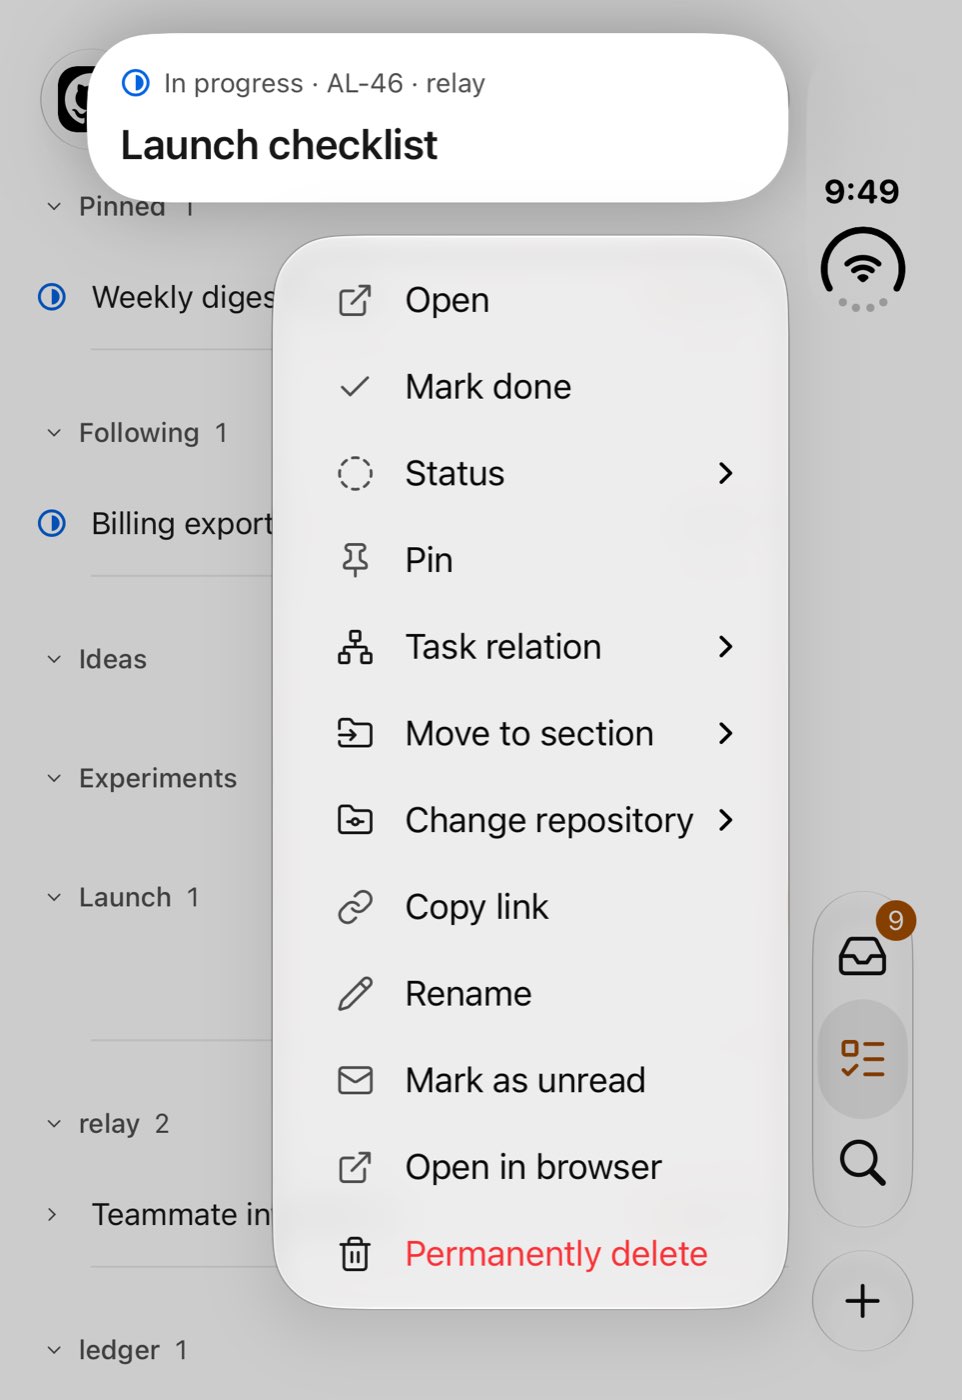 In progress · AL-46 · relay
Launch checklist
9:49
Pinned 1
Weekly
Following 1
Billing export
Ideas
Experiments
Launch 1
relay 2
Teammate
ledger 1
Open
Mark done
Status
Pin
Task relation
Move to section
Change repository
Copy link
Rename
Mark as unread
Open in browser
Permanently delete
9